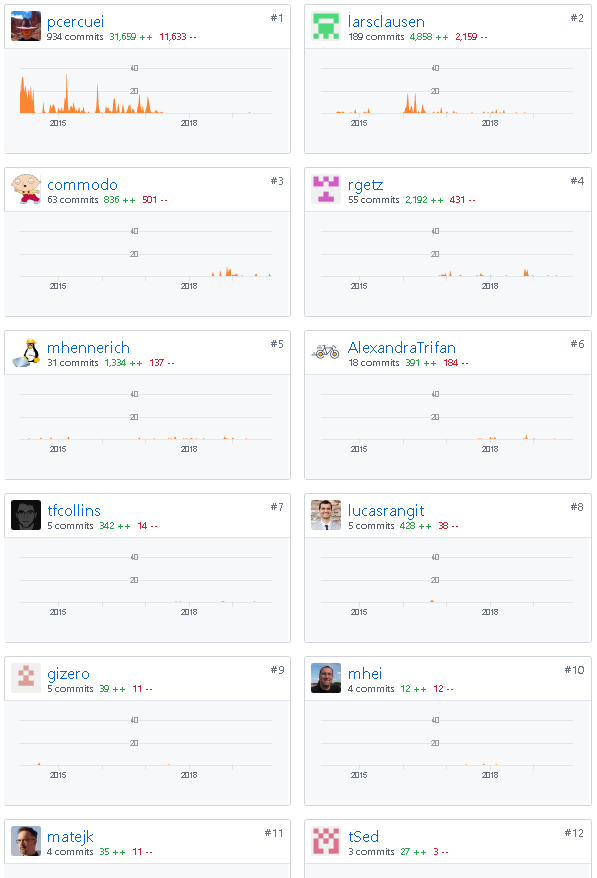 pcercuei #1
934 commits 31,659 ++ 11,633 --
40
20
2015 2018
larsclausen #2
189 commits 4,858 ++ 2,159 --
40
20
2015 2018
commodo #3
63 commits 836 ++ 501 --
40
20
2015 2018
rgetz #4
55 commits 2,192 ++ 431 --
40
20
2015 2018
mhennerich #5
31 commits 1,334 ++ 137 --
40
20
2015 2018
AlexandraTrifan #6
18 commits 391 ++ 184 --
40
20
2015 2018
tfcollins #7
5 commits 342 ++ 14 --
40
20
2015 2018
lucasrangit #8
5 commits 428 ++ 38 --
40
20
2015 2018
gizero #9
5 commits 39 ++ 11 --
40
20
2015 2018
mhei #10
4 commits 12 ++ 12 --
40
20
2015 2018
matejk #11
4 commits 35 ++ 11 --
tSed #12
3 commits 27 ++ 3 --